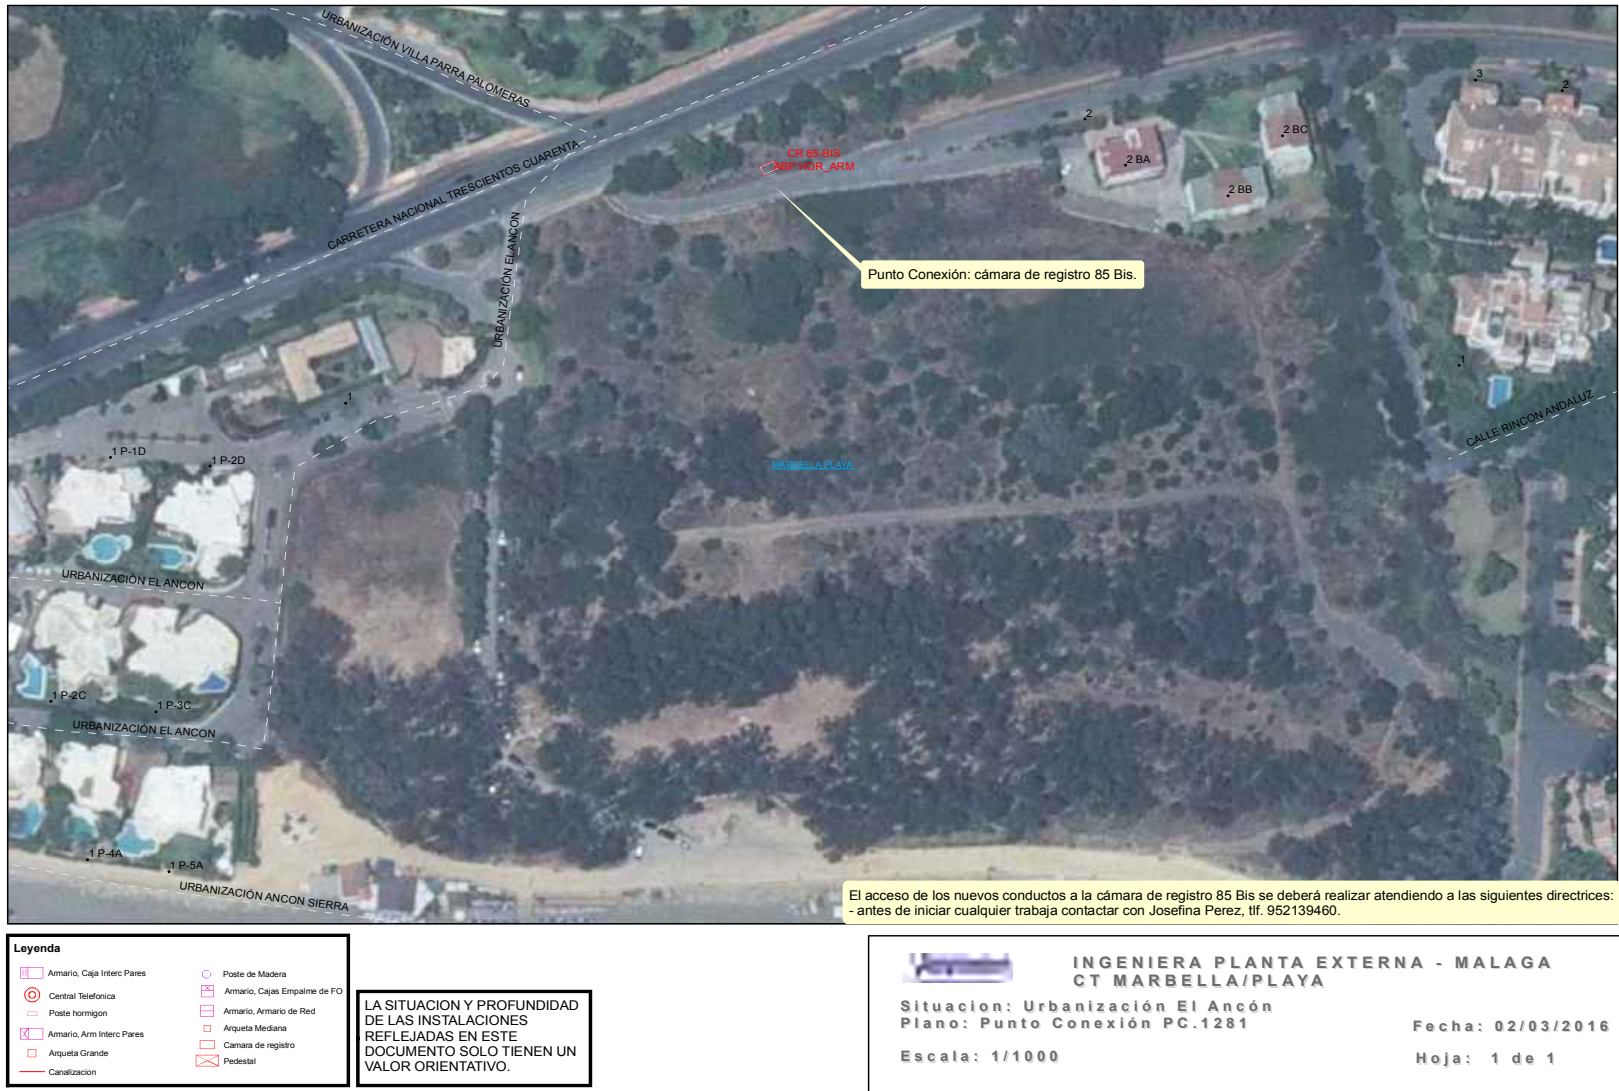 URBANIZACIÓN VILLA PARRA PALOMERAS
CARRETERA NACIONAL TRESCIENTOS CUARENTA
URBANIZACIÓN EL ANCON
CR 85-BIS
ABP HOR_ARM
2
2 BA
2 BB
2 BC
3
2
Punto Conexión: cámara de registro 85 Bis.
1
CALLE RINCON ANDALUZ
1
1 P-1D
1 P-2D
MARBELLA PLAYA
URBANIZACIÓN EL ANCON
1 P-2C
1 P-3C
URBANIZACIÓN EL ANCON
1 P-4A
1 P-5A
URBANIZACIÓN ANCON SIERRA
El acceso de los nuevos conductos a la cámara de registro 85 Bis se deberá realizar atendiendo a las siguientes directrices:
- antes de iniciar cualquier trabaja contactar con Josefina Perez, tlf. 952139460.
Leyenda
Armario, Caja Interc Pares
Central Telefonica
Poste hormigon
Armario, Arm Interc Pares
Arqueta Grande
Canalizacion
Poste de Madera
Armario, Cajas Empalme de FO
Armario, Armario de Red
Arqueta Mediana
Camara de registro
Pedestal
LA SITUACION Y PROFUNDIDAD
DE LAS INSTALACIONES
REFLEJADAS EN ESTE
DOCUMENTO SOLO TIENEN UN
VALOR ORIENTATIVO.
INGENIERA PLANTA EXTERNA - MALAGA
CT MARBELLA/PLAYA
Situacion: Urbanización El Ancón
Plano: Punto Conexión PC.1281
Fecha: 02/03/2016
Escala: 1/1000
Hoja: 1 de 1